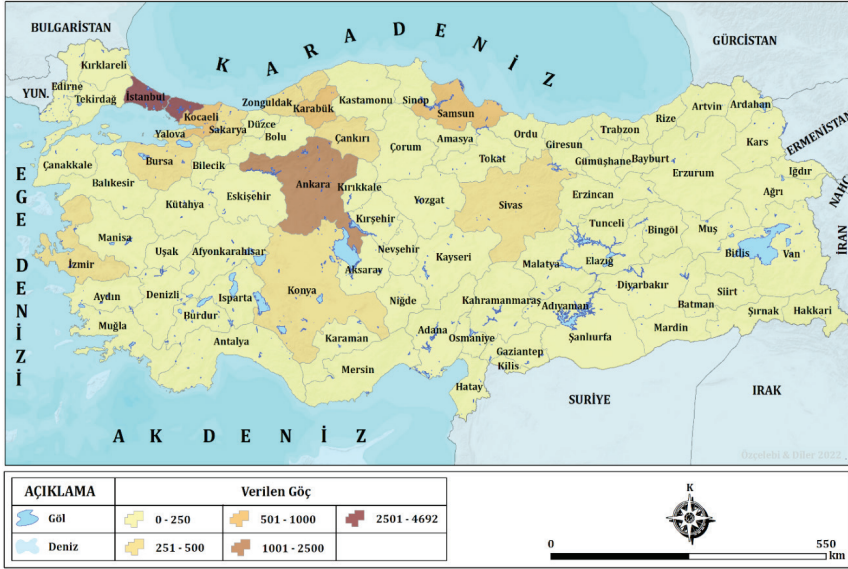 BULGARİSTAN
GÜRCİSTAN
K A R A D E N İ Z
YUN.
ERMENİSTAN
NAHÇ.
İRAN
E G E D E N İ Z İ
A K D E N İ Z
SURİYE
IRAK
Kırklareli
Edirne
Tekirdağ
İstanbul
Kocaeli
Yalova
Sakarya
Düzce
Bolu
Zonguldak
Karabük
Kastamonu
Sinop
Samsun
Çankırı
Çorum
Amasya
Ordu
Giresun
Trabzon
Rize
Artvin
Ardahan
Kars
Tokat
Gümüşhane
Bayburt
Erzurum
Iğdır
Ağrı
Çanakkale
Bursa
Bilecik
Balıkesir
Kütahya
Eskişehir
Ankara
Kırıkkale
Kırşehir
Yozgat
Sivas
Erzincan
Tunceli
Bingöl
Muş
Bitlis
Van
Manisa
İzmir
Uşak
Afyonkarahisar
Aksaray
Nevşehir
Kayseri
Malatya
Elazığ
Diyarbakır
Batman
Siirt
Şırnak
Hakkari
Aydın
Denizli
Isparta
Burdur
Muğla
Antalya
Konya
Karaman
Niğde
Mersin
Adana
Osmaniye
Kahramanmaraş
Adıyaman
Gaziantep
Kilis
Şanlıurfa
Mardin
Hatay
Özçelebi & Diler 2022
AÇIKLAMA
Verilen Göç
Göl
0 - 250
501 - 1000
2501 - 4692
Deniz
251 - 500
1001 - 2500
K
0
550
km